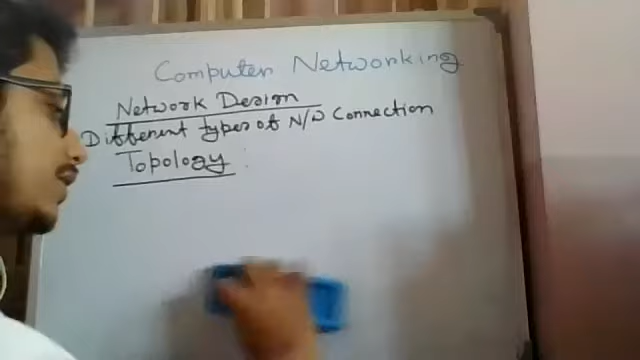 Computer Networking
Network Design
Different types of N/W Connection
Topology :